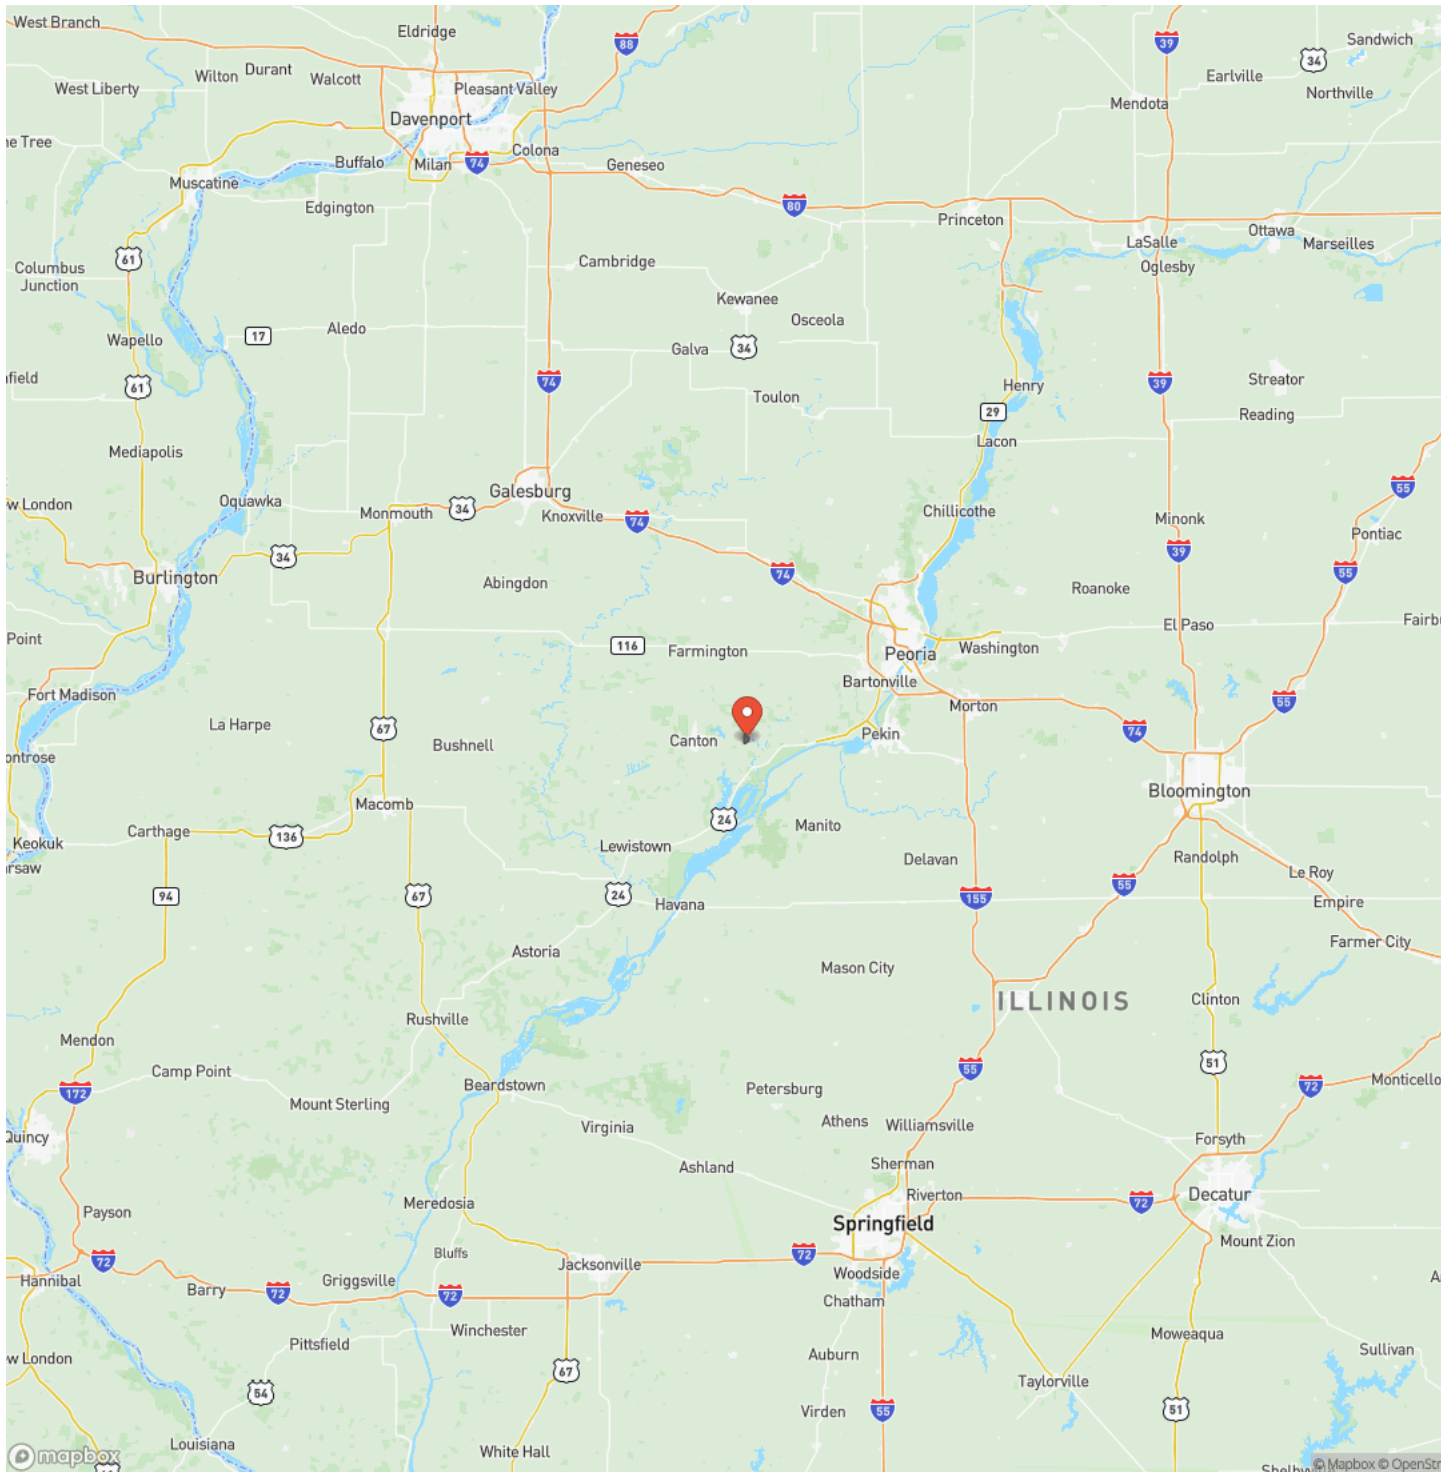 West Branch
Eldridge
88
39
Sandwich
34
Wilton
Durant
Walcott
Earlville
West Liberty
Pleasant Valley
Northville
Mendota
Davenport
ne Tree
Colona
Buffalo
Milan
74
Geneseo
Muscatine
Edgington
80
Princeton
Ottawa
LaSalle
Marseilles
61
Cambridge
Oglesby
Columbus
Junction
Kewanee
Osceola
17
Aledo
Wapello
Galva
34
nfield
61
74
39
Streator
Henry
Toulon
29
Reading
Lacon
Mediapolis
55
Galesburg
w London
Oquawka
34
Monmouth
Knoxville
74
Chillicothe
Minonk
Pontiac
34
39
Burlington
74
55
Abingdon
Roanoke
Point
116
Farmington
Peoria
Washington
El Paso
Fairbu
Bartonville
Fort Madison
Morton
55
La Harpe
67
Bushnell
Canton
Pekin
74
ontrose
Bloomington
Macomb
24
Manito
Carthage
136
Keokuk
arsaw
Lewistown
Delavan
Randolph
Le Roy
94
67
24
155
55
Havana
Empire
Astoria
Farmer City
Mason City
ILLINOIS
Clinton
Rushville
Mendon
51
Camp Point
55
172
Beardstown
Petersburg
72
Monticello
Mount Sterling
Athens
Williamsville
Quincy
Virginia
Forsyth
Ashland
Sherman
Meredosia
Riverton
72
Decatur
Payson
Springfield
Mount Zion
72
Bluffs
72
Jacksonville
Woodside
Hannibal
Griggsville
A
Barry
72
72
Chatham
Winchester
Pittsfield
Moweaqua
w London
Auburn
Sullivan
67
54
Taylorville
Virden
55
51
Louisiana
White Hall
mapbox
Shelbyv
© Mapbox © OpenStr